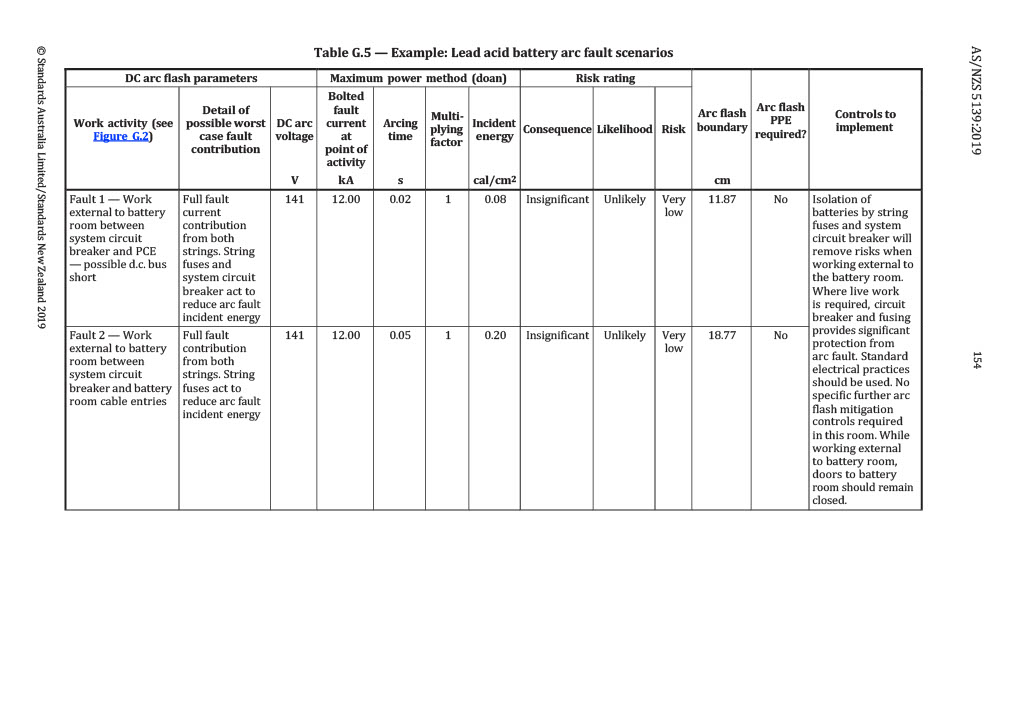 Table G.5 — Example: Lead acid battery arc fault scenarios
DC arc flash parameters
Maximum power method (doan)
Risk rating
Work activity (see
Figure G.2)
Detail of
possible worst
case fault
contribution
DC arc
voltage
V
Bolted
fault
current
at
point of
activity
kA
Arcing
time
s
Multi-
plying
factor
Incident
energy
cal/cm²
Consequence
Likelihood
Risk
Arc flash
boundary
cm
Arc flash
PPE
required?
Controls to
implement
Fault 1 — Work
external to battery
room between
system circuit
breaker and PCE
— possible d.c. bus
short
Full fault
current
contribution
from both
strings. String
fuses and
system circuit
breaker act to
reduce arc fault
incident energy
141
12.00
0.02
1
0.08
Insignificant
Unlikely
Very
low
11.87
No
Isolation of
batteries by string
fuses and system
circuit breaker will
remove risks when
working external to
the battery room.
Where live work
is required, circuit
breaker and fusing
provides significant
protection from
arc fault. Standard
electrical practices
should be used. No
specific further arc
flash mitigation
controls required
in this room. While
working external
to battery room,
doors to battery
room should remain
closed.
Fault 2 — Work
external to battery
room between
system circuit
breaker and battery
room cable entries
Full fault
contribution
from both
strings. String
fuses act to
reduce arc fault
incident energy
141
12.00
0.05
1
0.20
Insignificant
Unlikely
Very
low
18.77
No
© Standards Australia Limited/Standards New Zealand 2019
AS/NZS 5139:2019
154